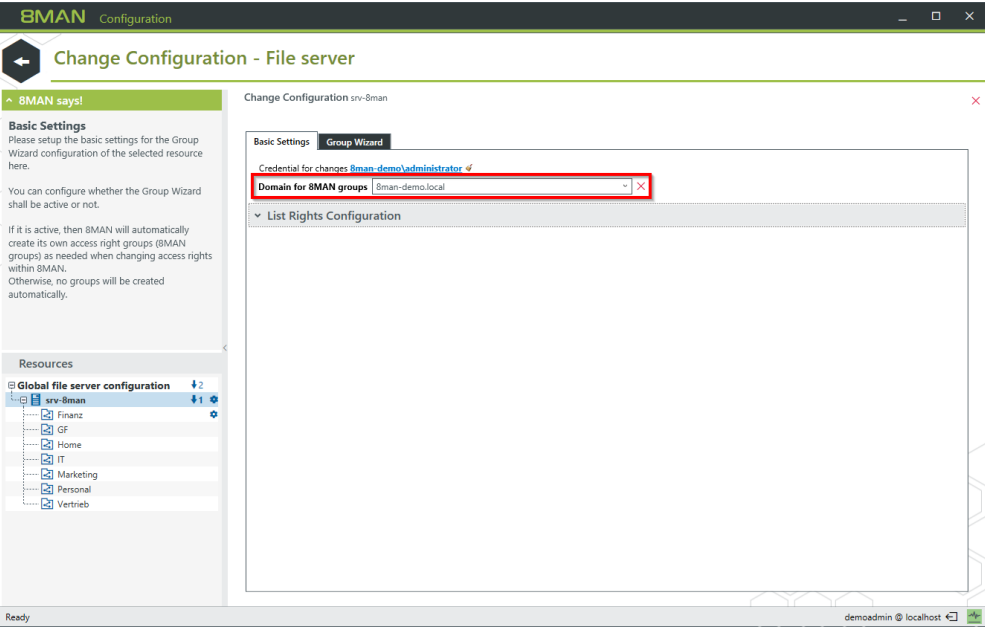 8MAN Configuration
Change Configuration - File server
8MAN says!
Basic Settings
Please setup the basic settings for the Group
Wizard configuration of the selected resource
here.
You can configure whether the Group Wizard
shall be active or not.
If it is active, then 8MAN will automatically
create its own access right groups (8MAN
groups) as needed when changing access rights
within 8MAN.
Otherwise, no groups will be created
automatically.
Resources
Global file server configuration 2
srv-8man 1
Finanz
GF
Home
IT
Marketing
Personal
Vertrieb
Change Configuration srv-8man
Basic Settings Group Wizard
Credential for changes 8man-demo\administrator
Domain for 8MAN groups 8man-demo.local
List Rights Configuration
Ready demoadmin @ localhost